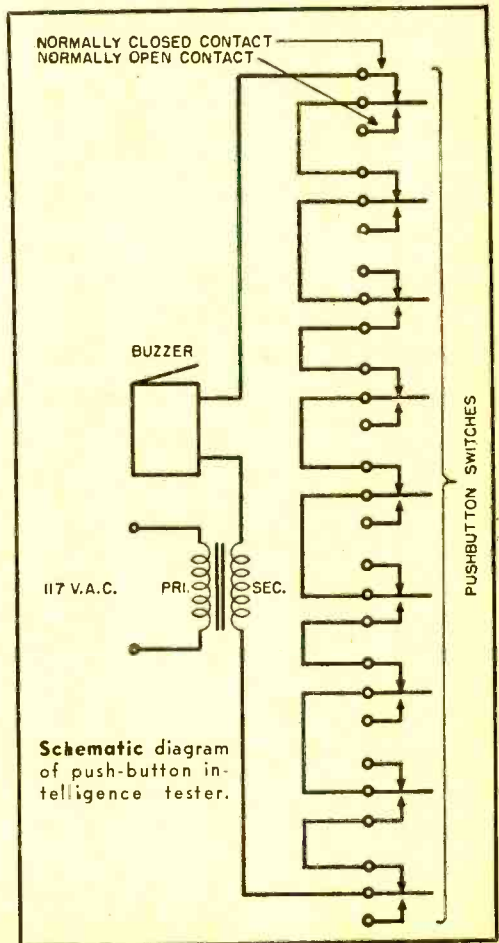 NORMALLY CLOSED CONTACT
NORMALLY OPEN CONTACT
BUZZER
PUSHBUTTON SWITCHES
117 V.A.C.
PRI.
SEC.
Schematic diagram
of push-button in-
telligence tester.